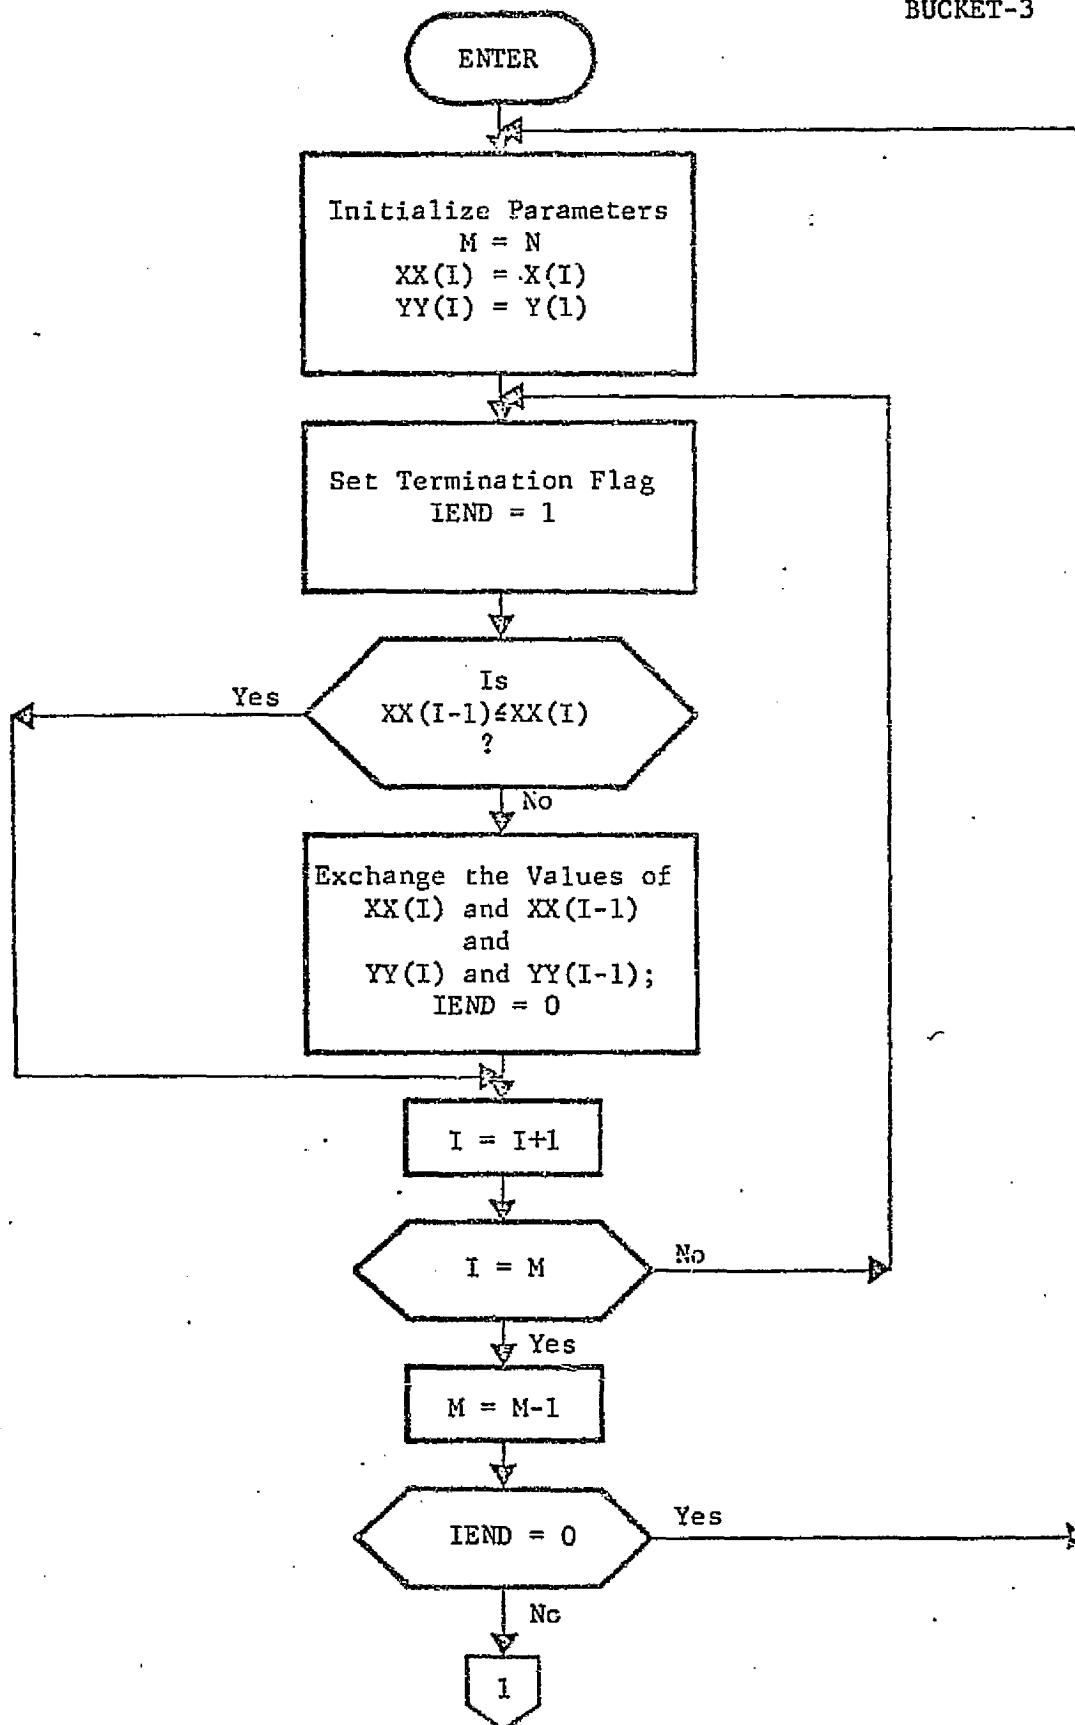 BUCKET-3
ENTER
Initialize Parameters
M = N
XX(I) = X(I)
YY(I) = Y(1)
Set Termination Flag
IEND = 1
Is
XX(I-1)≤XX(I)
?
Yes
No
Exchange the Values of
XX(I) and XX(I-1)
and
YY(I) and YY(I-1);
IEND = 0
I = I+1
I = M
No
Yes
M = M-1
IEND = 0
Yes
No
1